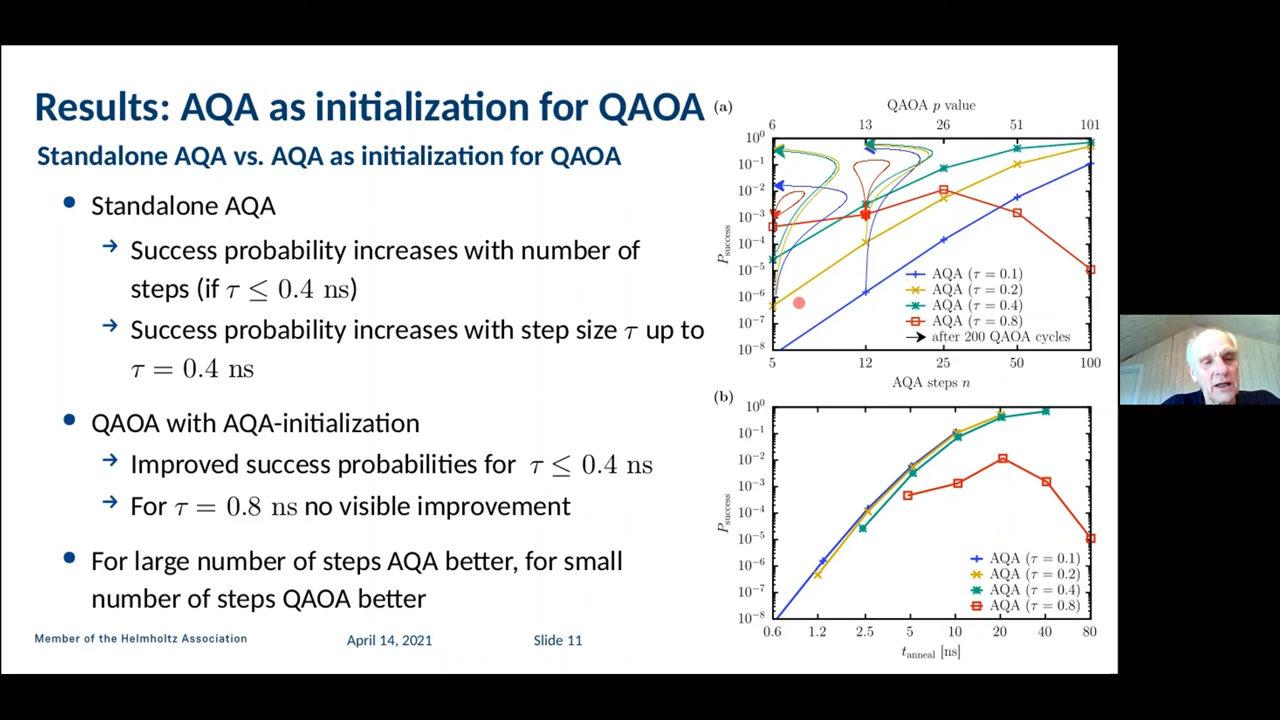 Results: AQA as initialization for QAOA
Standalone AQA vs. AQA as initialization for QAOA
Standalone AQA
Success probability increases with number of
steps (if τ ≤ 0.4 ns)
Success probability increases with step size τ up to
τ = 0.4 ns
QAOA with AQA-initialization
Improved success probabilities for τ ≤ 0.4 ns
For τ = 0.8 ns no visible improvement
For large number of steps AQA better, for small
number of steps QAOA better
Member of the Helmholtz Association
April 14, 2021
Slide 11
(a)
QAOA p value
6 13 26 51 101
10⁰
10⁻¹
10⁻²
10⁻³
10⁻⁴
10⁻⁵
10⁻⁶
10⁻⁷
10⁻⁸
P_success
AQA (τ = 0.1)
AQA (τ = 0.2)
AQA (τ = 0.4)
AQA (τ = 0.8)
after 200 QAOA cycles
5 12 25 50 100
AQA steps n
(b)
10⁰
10⁻¹
10⁻²
10⁻³
10⁻⁴
10⁻⁵
10⁻⁶
10⁻⁷
10⁻⁸
P_success
AQA (τ = 0.1)
AQA (τ = 0.2)
AQA (τ = 0.4)
AQA (τ = 0.8)
0.6 1.2 2.5 5 10 20 40 80
t_anneal [ns]